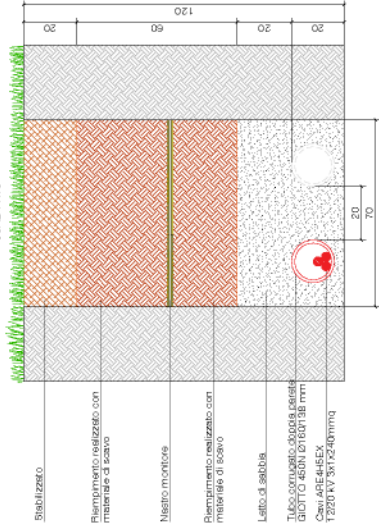 120
20
60
20
20
Stabilizzato
Riempimento realizzato con
materiale di scavo
Nastro monitore
Riempimento realizzato con
materiale di scavo
Letto di sabbia
Tubo corrugato doppia parete
GIOTTO 450N Ø160/138 mm
Cavi ARE4H5EX
12/20 kV 3x1x240mmq
20
70